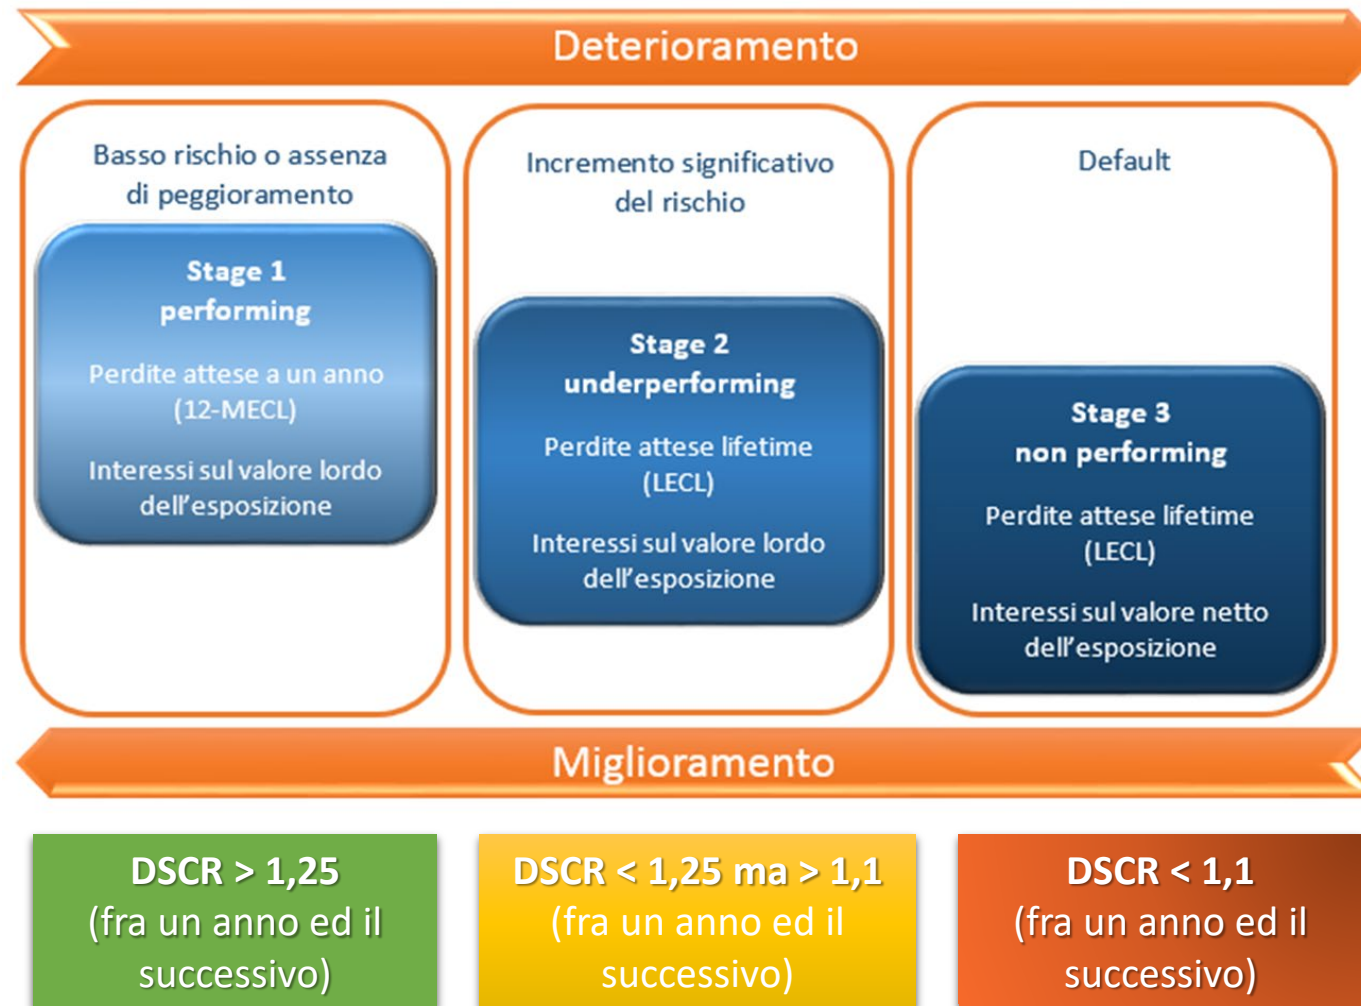 Deterioramento
Basso rischio o assenza
di peggioramento
Stage 1
performing
Perdite attese a un anno
(12-MECL)
Interessi sul valore lordo
dell’esposizione
Incremento significativo
del rischio
Stage 2
underperforming
Perdite attese lifetime
(LECL)
Interessi sul valore lordo
dell’esposizione
Default
Stage 3
non performing
Perdite attese lifetime
(LECL)
Interessi sul valore netto
dell’esposizione
Miglioramento
DSCR > 1,25
(fra un anno ed il
successivo)
DSCR < 1,25 ma > 1,1
(fra un anno ed il
successivo)
DSCR < 1,1
(fra un anno ed il
successivo)